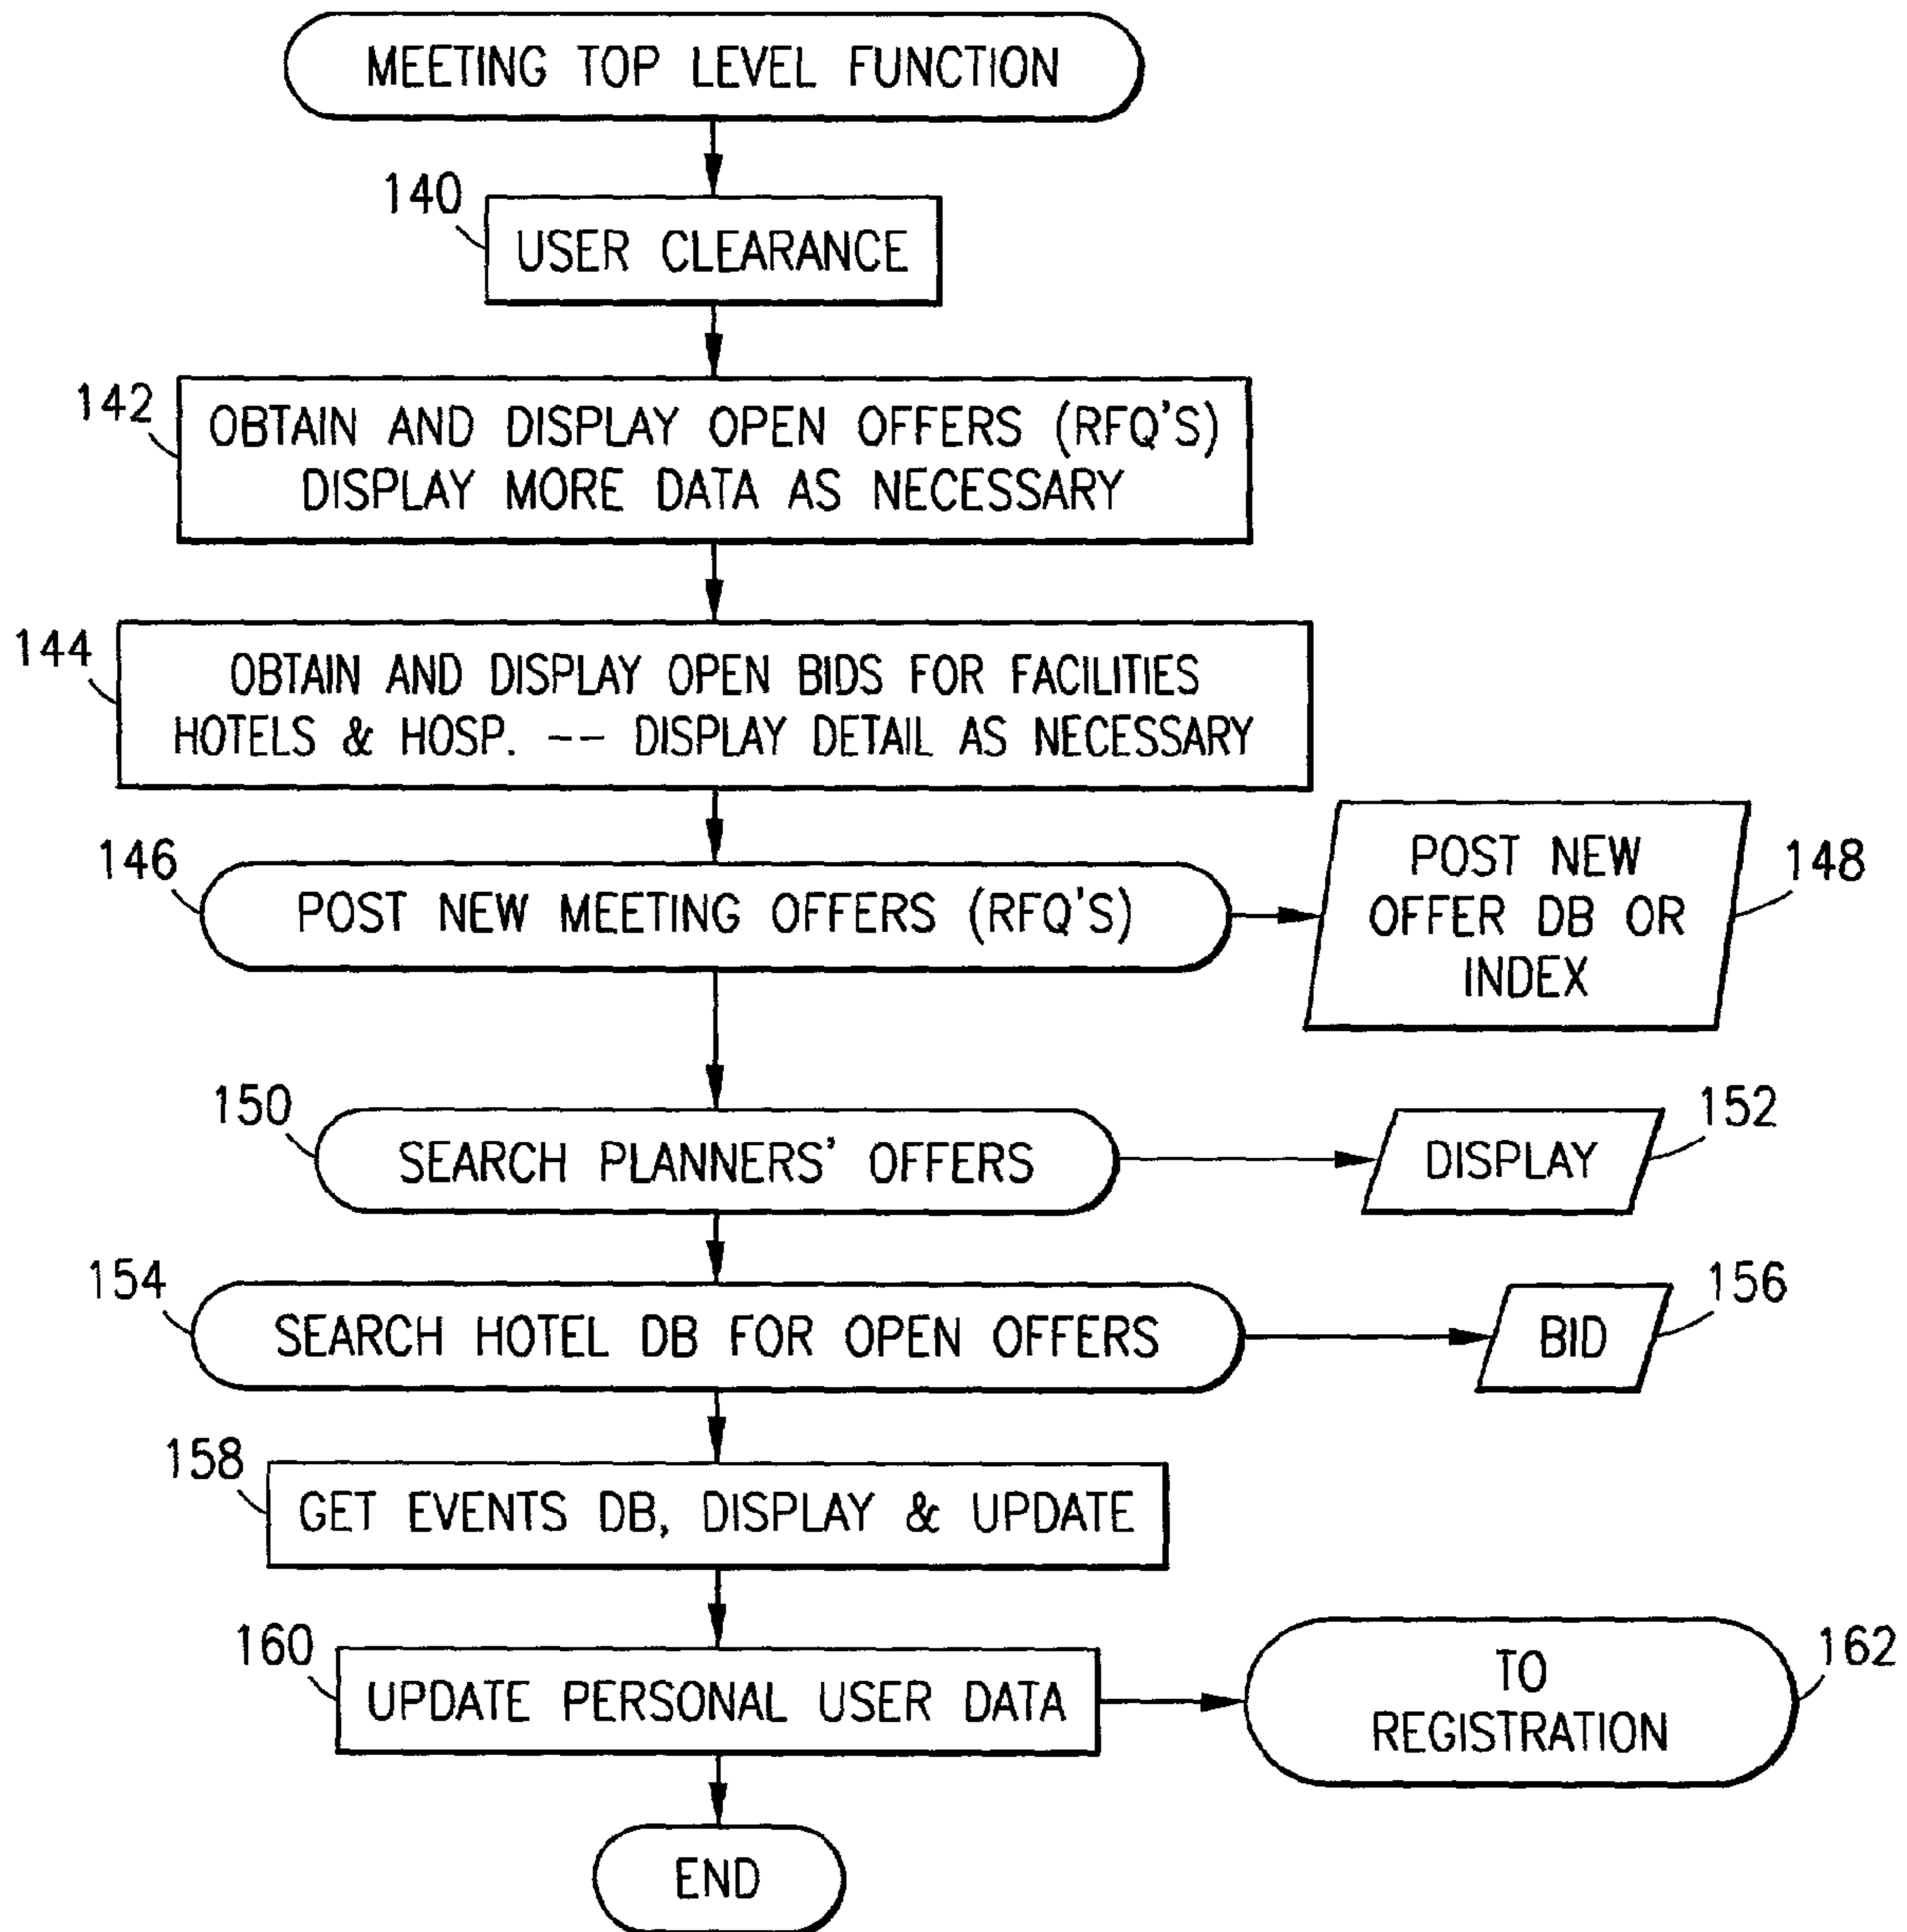 MEETING TOP LEVEL FUNCTION
140
USER CLEARANCE
142
OBTAIN AND DISPLAY OPEN OFFERS (RFQ'S)
DISPLAY MORE DATA AS NECESSARY
144
OBTAIN AND DISPLAY OPEN BIDS FOR FACILITIES
HOTELS & HOSP. -- DISPLAY DETAIL AS NECESSARY
146
POST NEW MEETING OFFERS (RFQ'S)
POST NEW
OFFER DB OR
INDEX
148
150
SEARCH PLANNERS' OFFERS
DISPLAY
152
154
SEARCH HOTEL DB FOR OPEN OFFERS
BID
156
158
GET EVENTS DB, DISPLAY & UPDATE
160
UPDATE PERSONAL USER DATA
TO
REGISTRATION
162
END